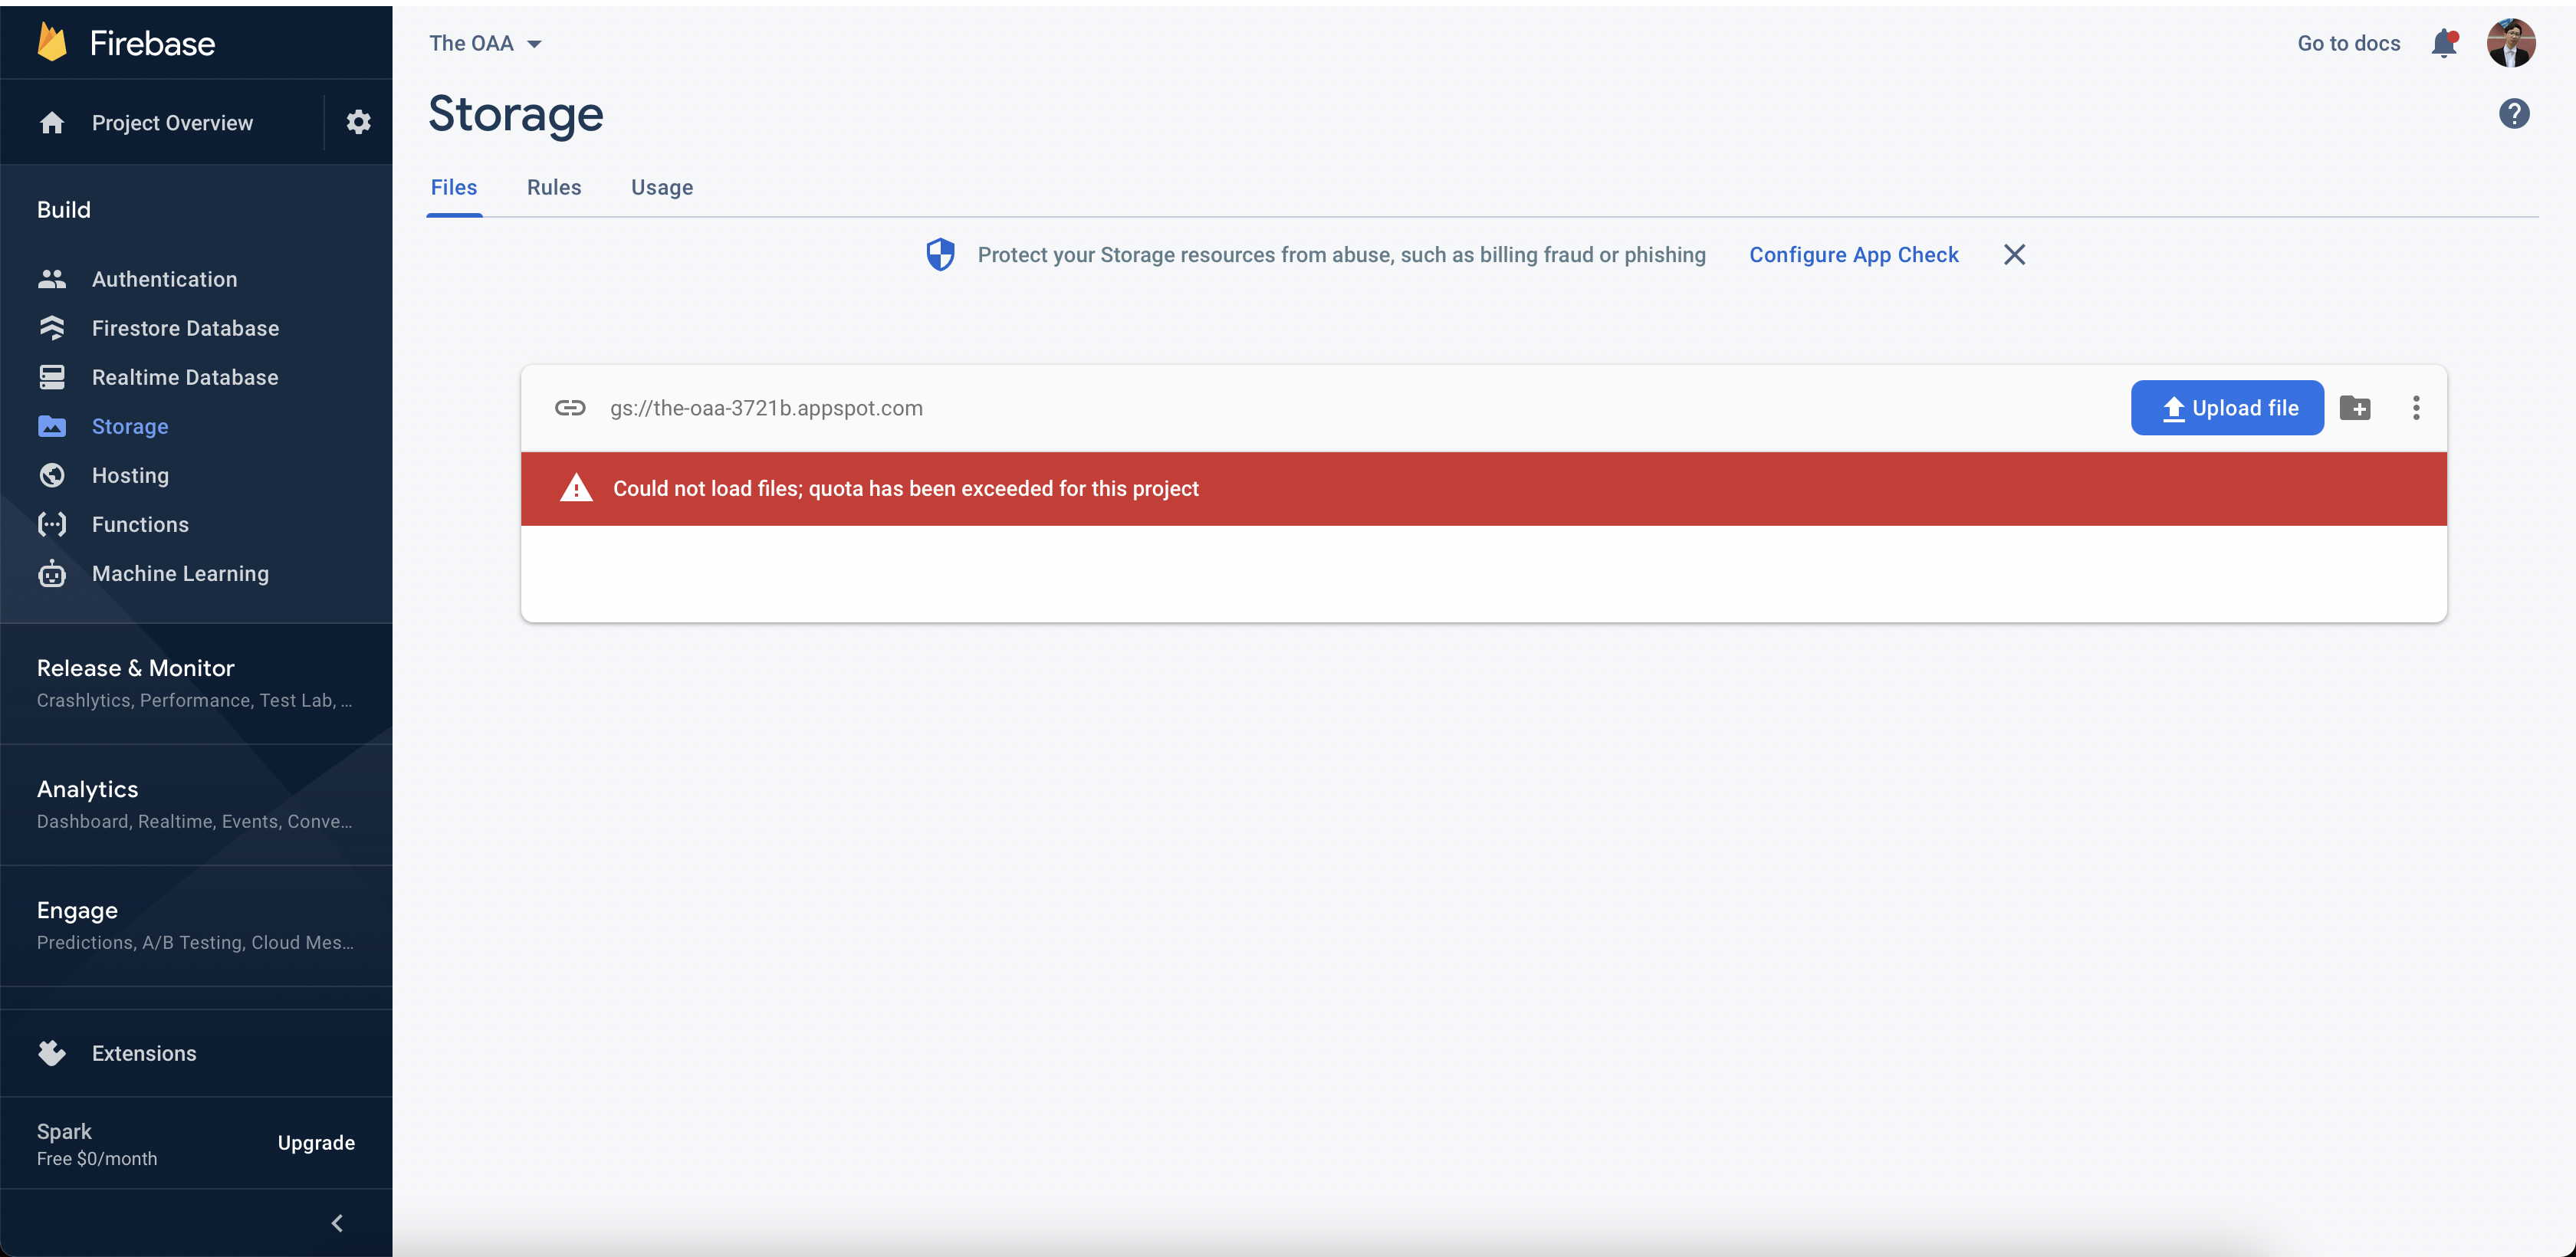 Firebase
Project Overview
Build
Authentication
Firestore Database
Realtime Database
Storage
Hosting
Functions
Machine Learning
Release & Monitor
Crashlytics, Performance, Test Lab, ...
Analytics
Dashboard, Realtime, Events, Conve...
Engage
Predictions, A/B Testing, Cloud Mes...
Extensions
Spark
Free $0/month
Upgrade
The OAA
Go to docs
Storage
Files Rules Usage
Protect your Storage resources from abuse, such as billing fraud or phishing Configure App Check
gs://the-oaa-3721b.appspot.com
Upload file
Could not load files; quota has been exceeded for this project